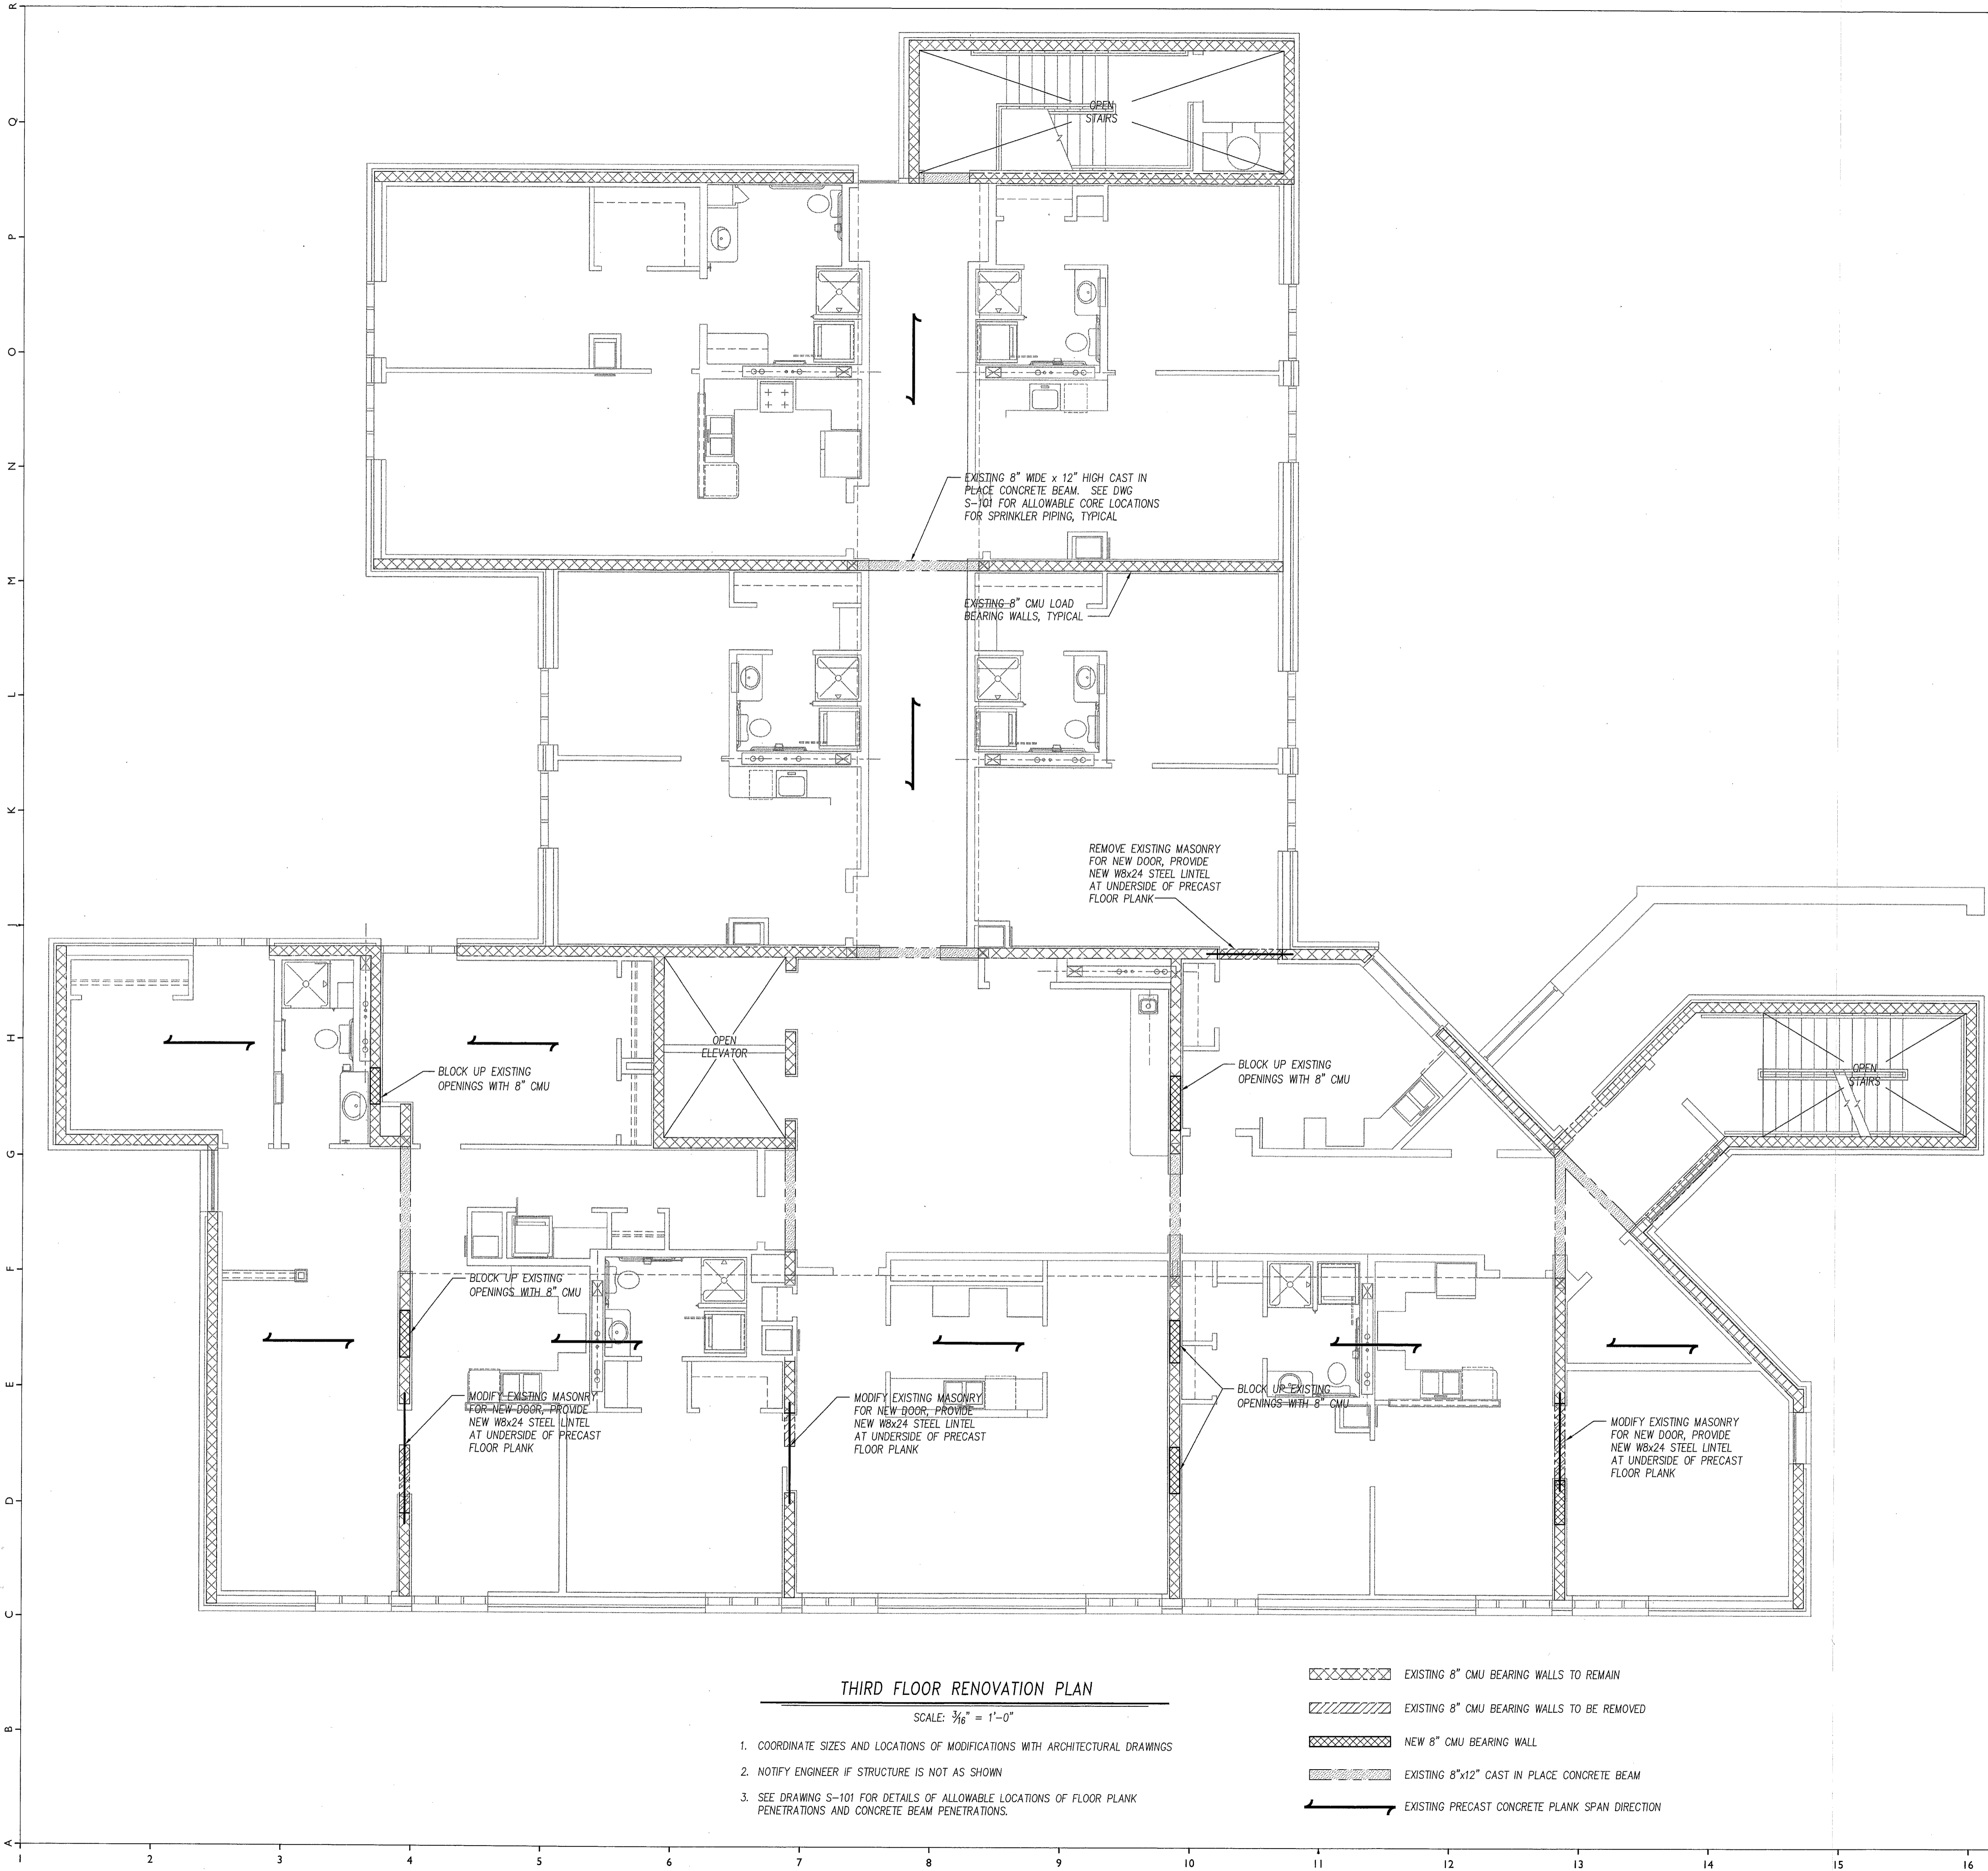 R
Q
P
O
N
M
L
K
J
H
G
F
E
D
C
B
A
OPEN
STAIRS
EXISTING 8" WIDE x 12" HIGH CAST IN
PLACE CONCRETE BEAM. SEE DWG
S-101 FOR ALLOWABLE CORE LOCATIONS
FOR SPRINKLER PIPING, TYPICAL
EXISTING 8" CMU LOAD
BEARING WALLS, TYPICAL
REMOVE EXISTING MASONRY
FOR NEW DOOR, PROVIDE
NEW W8x24 STEEL LINTEL
AT UNDERSIDE OF PRECAST
FLOOR PLANK
OPEN
ELEVATOR
BLOCK UP EXISTING
OPENINGS WITH 8" CMU
BLOCK UP EXISTING
OPENINGS WITH 8" CMU
OPEN
STAIRS
BLOCK UP EXISTING
OPENINGS WITH 8" CMU
BLOCK UP EXISTING
OPENINGS WITH 8" CMU
MODIFY EXISTING MASONRY
FOR NEW DOOR, PROVIDE
NEW W8x24 STEEL LINTEL
AT UNDERSIDE OF PRECAST
FLOOR PLANK
MODIFY EXISTING MASONRY
FOR NEW DOOR, PROVIDE
NEW W8x24 STEEL LINTEL
AT UNDERSIDE OF PRECAST
FLOOR PLANK
MODIFY EXISTING MASONRY
FOR NEW DOOR, PROVIDE
NEW W8x24 STEEL LINTEL
AT UNDERSIDE OF PRECAST
FLOOR PLANK
THIRD FLOOR RENOVATION PLAN
SCALE: 3/16" = 1'-0"
1. COORDINATE SIZES AND LOCATIONS OF MODIFICATIONS WITH ARCHITECTURAL DRAWINGS
2. NOTIFY ENGINEER IF STRUCTURE IS NOT AS SHOWN
3. SEE DRAWING S-101 FOR DETAILS OF ALLOWABLE LOCATIONS OF FLOOR PLANK
PENETRATIONS AND CONCRETE BEAM PENETRATIONS.
EXISTING 8" CMU BEARING WALLS TO REMAIN
EXISTING 8" CMU BEARING WALLS TO BE REMOVED
NEW 8" CMU BEARING WALL
EXISTING 8"x12" CAST IN PLACE CONCRETE BEAM
EXISTING PRECAST CONCRETE PLANK SPAN DIRECTION
1 2 3 4 5 6 7 8 9 10 11 12 13 14 15 16